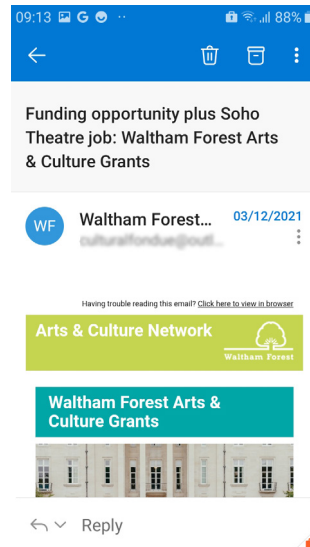 09:13 G 88%
Funding opportunity plus Soho
Theatre job: Waltham Forest Arts
& Culture Grants
WF
Waltham Forest...
03/12/2021
Having trouble reading this email? Click here to view in browser
Arts & Culture Network
Waltham Forest
Waltham Forest Arts &
Culture Grants
Reply